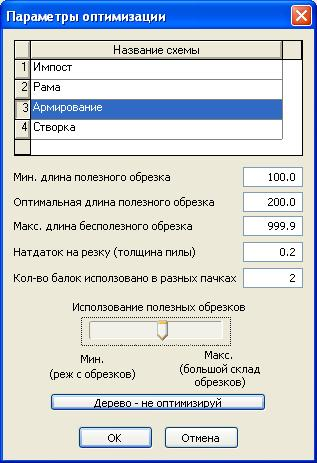 Параметры оптимизации
Название схемы
1 Импост
2 Рама
3 Армирование
4 Створка
Мин. длина полезного обрезка 100.0
Оптимальная длина полезного обрезка 200.0
Макс. длина бесполезного обрезка 999.9
Натдаток на резку (толщина пилы) 0.2
Кол-во балок исползовано в разных пачках 2
Исползование полезных обрезков
Мин.
(реж с обрезков)
Макс.
(большой склад
обрезков)
Дерево - не оптимизируй
OK Отмена